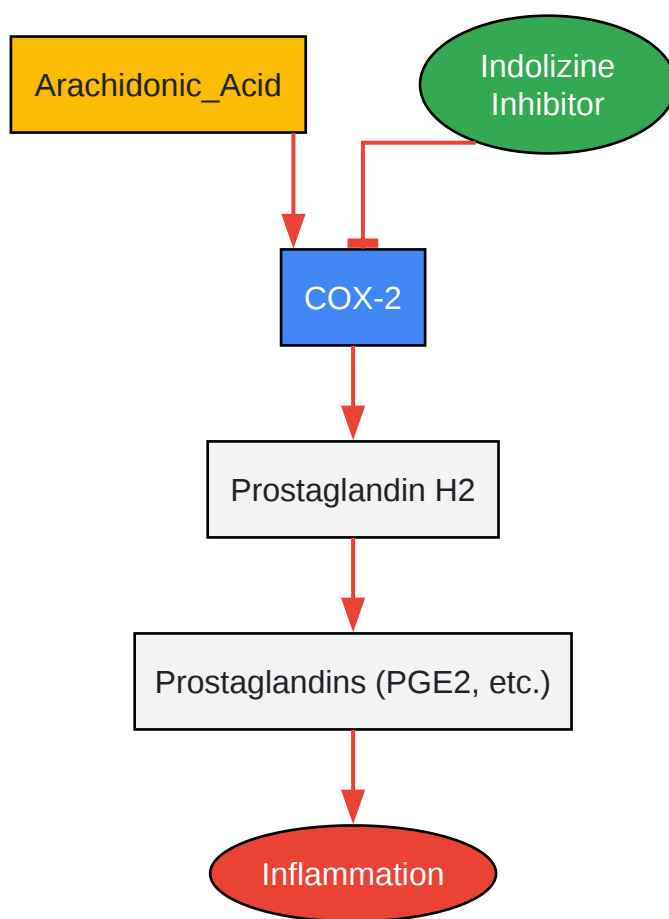 Arachidonic_Acid
Indolizine
Inhibitor
COX-2
Prostaglandin H2
Prostaglandins (PGE2, etc.)
Inflammation